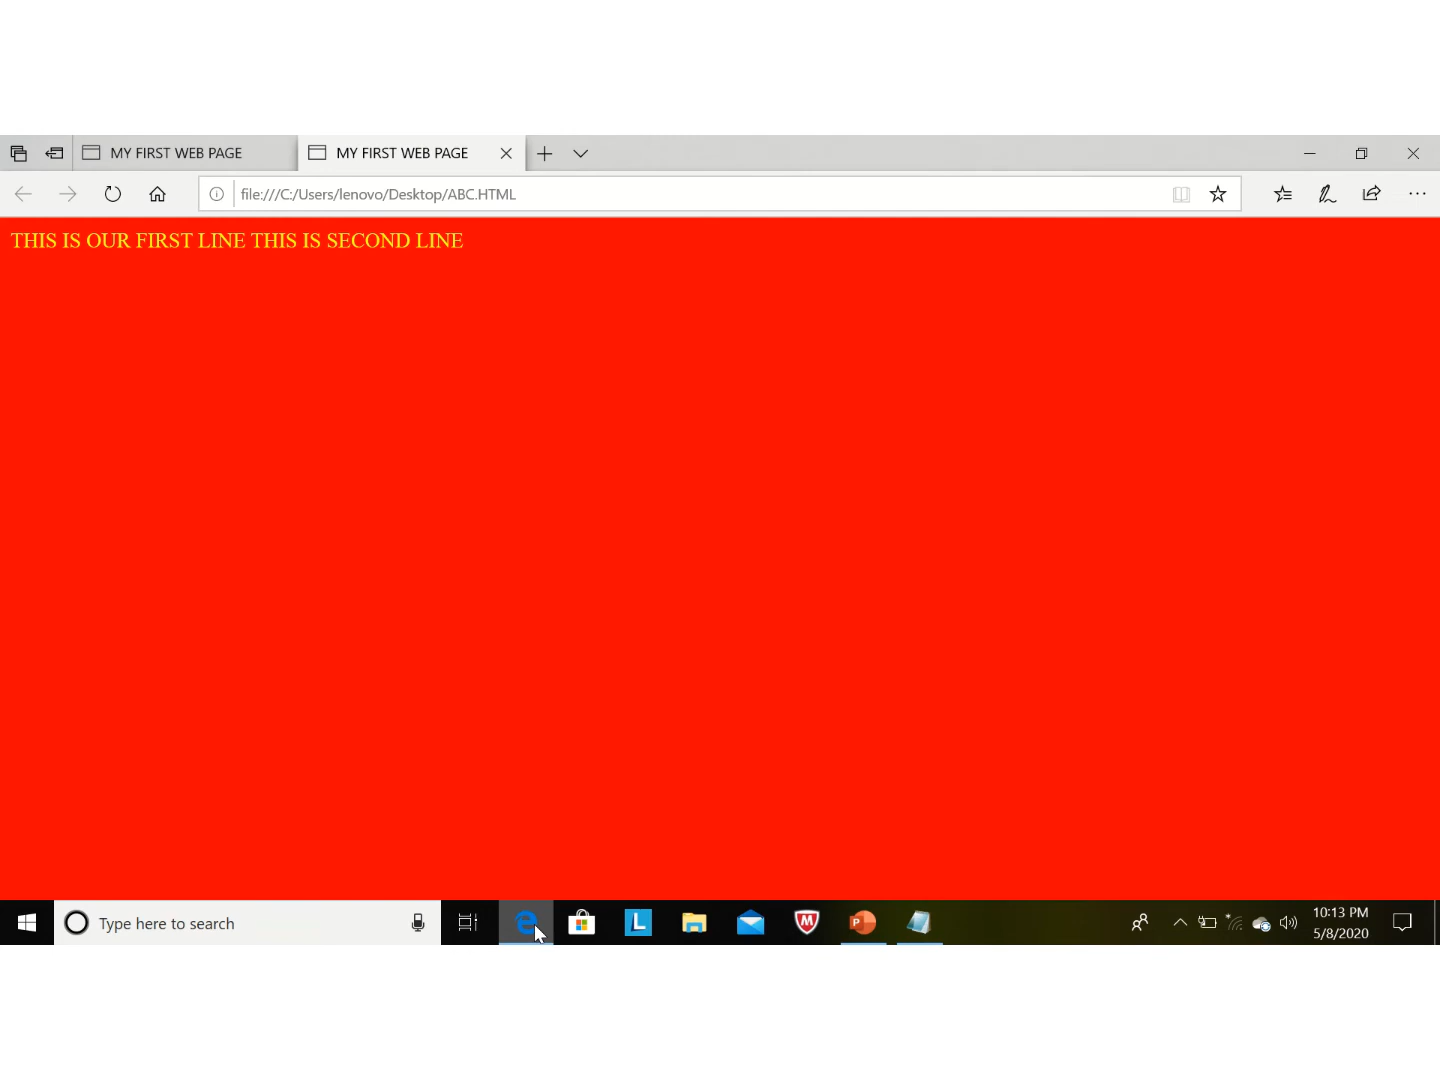 MY FIRST WEB PAGE
MY FIRST WEB PAGE
file:///C:/Users/lenovo/Desktop/ABC.HTML
THIS IS OUR FIRST LINE THIS IS SECOND LINE
Type here to search
L
M
P
10:13 PM
5/8/2020